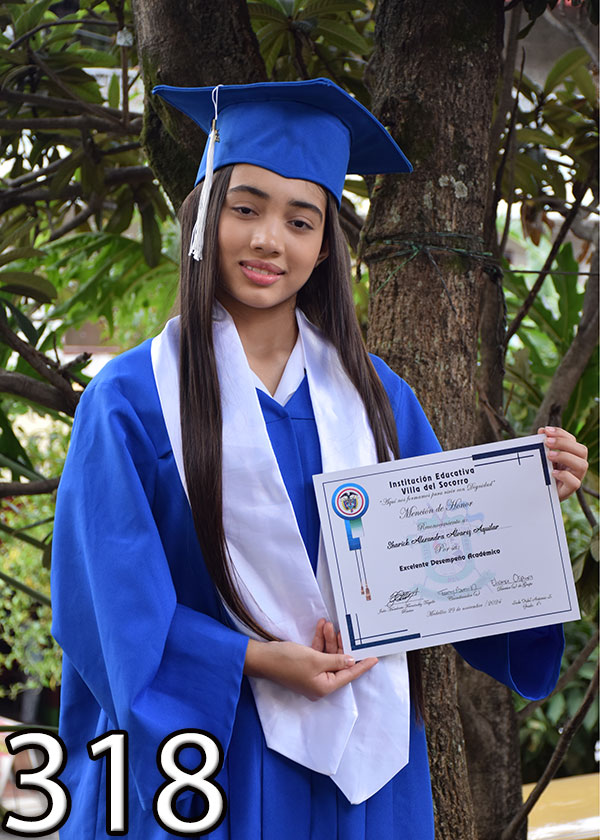 Institución Educativa
Villa del Socorro
"Aquí nos formamos para vivir con Dignidad"
Mención de Honor
Reconocimiento a
Sharick Alexandra Alvarez Aguilar
Por su
Excelente Desempeño Académico
Rector
Medellín 29 de noviembre / 2024
318